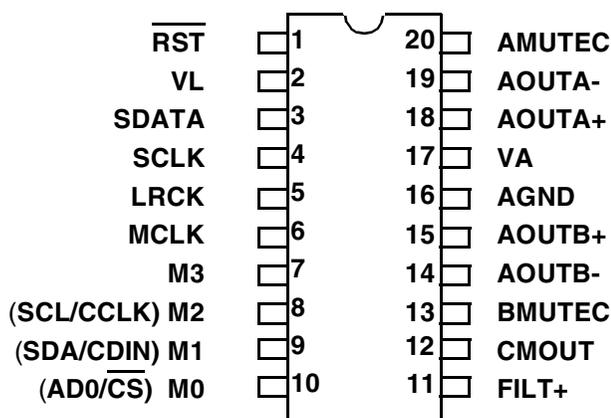 RST 1 20 AMUTEC
VL 2 19 AOUTA-
SDATA 3 18 AOUTA+
SCLK 4 17 VA
LRCK 5 16 AGND
MCLK 6 15 AOUTB+
M3 7 14 AOUTB-
(SCL/CCLK) M2 8 13 BMUTEC
(SDA/CDIN) M1 9 12 CMOUT
(AD0/CS) M0 10 11 FILT+